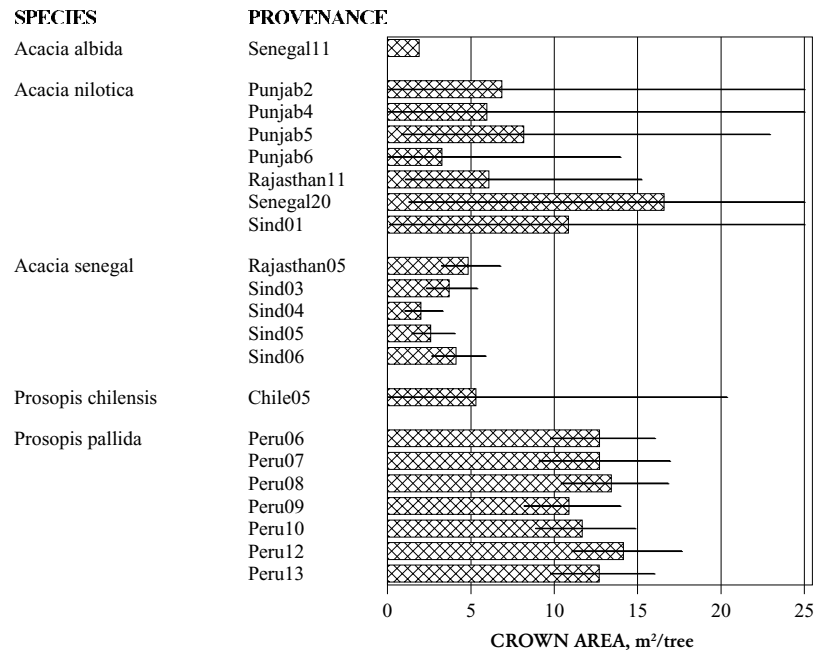 SPECIES PROVENANCE
Acacia albida Senegal11
Acacia nilotica Punjab2
Punjab4
Punjab5
Punjab6
Rajasthan11
Senegal20
Sind01
Acacia senegal Rajasthan05
Sind03
Sind04
Sind05
Sind06
Prosopis chilensis Chile05
Prosopis pallida Peru06
Peru07
Peru08
Peru09
Peru10
Peru12
Peru13
0 5 10 15 20 25
CROWN AREA, m²/tree